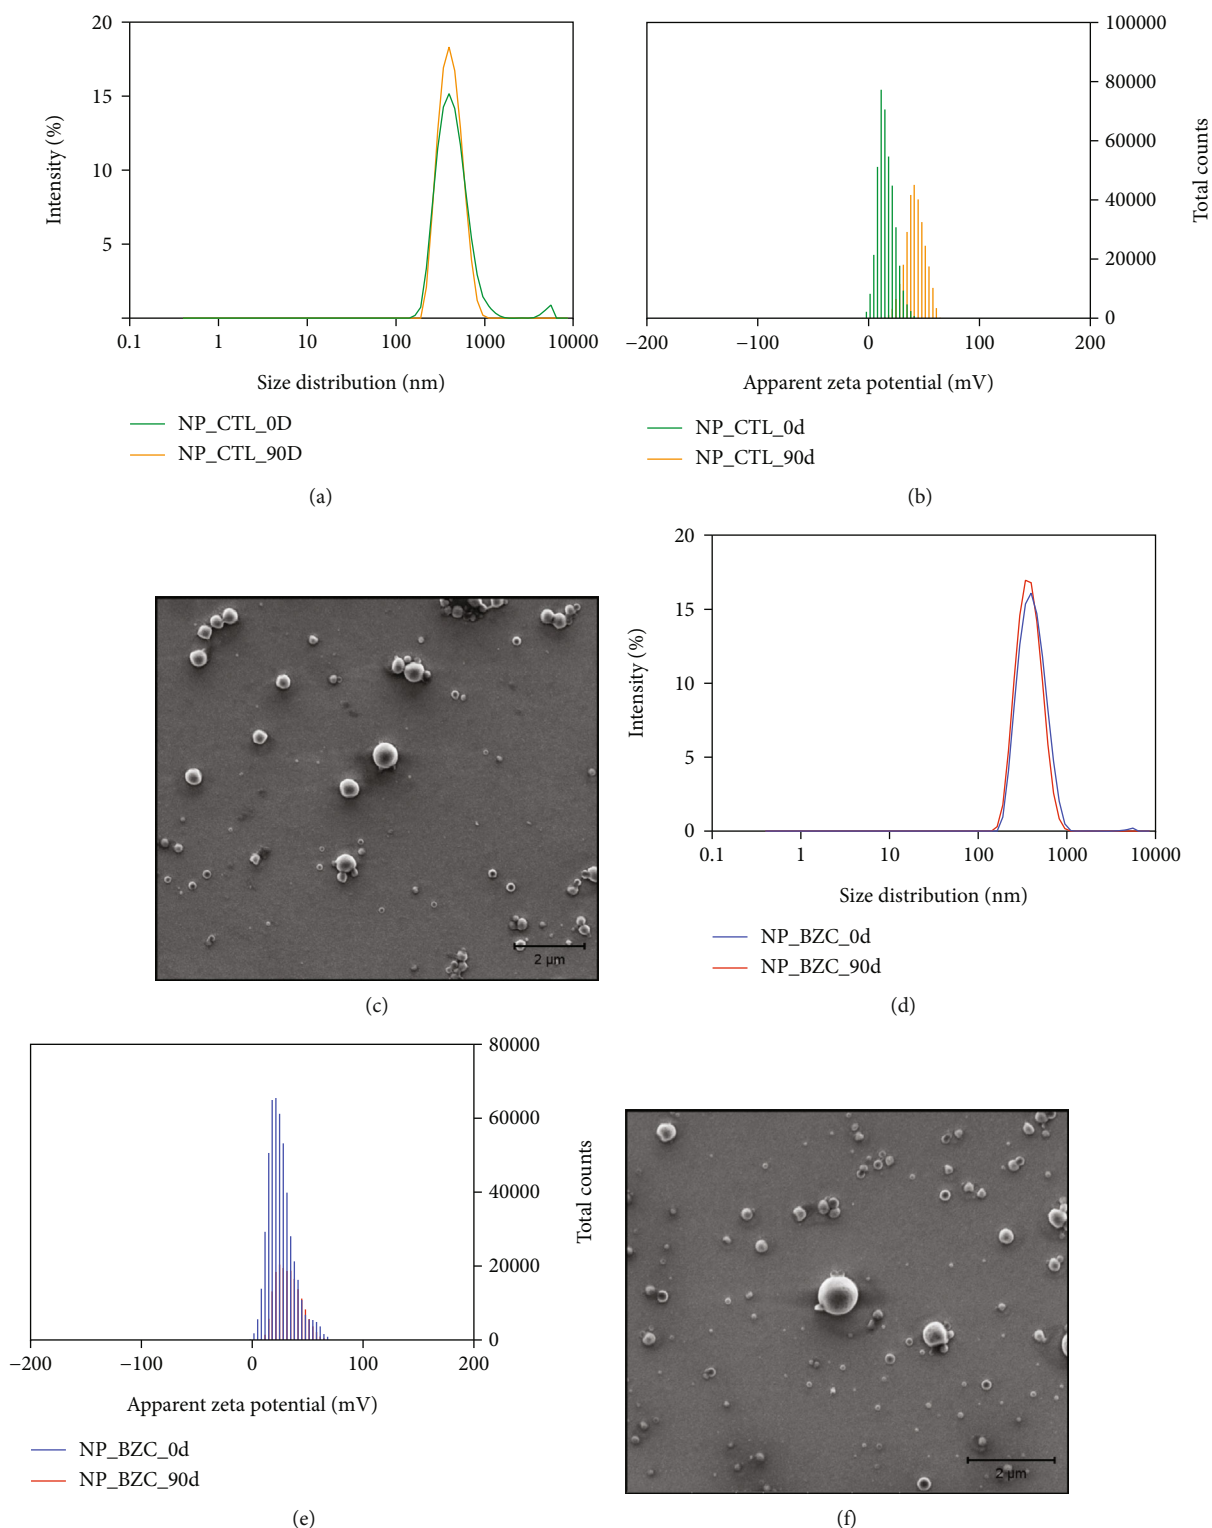 20
15
10
5
0.1
1
10
100
1000
10000
Intensity (%)
Size distribution (nm)
NP_CTL_0D
NP_CTL_90D
(a)
100000
80000
60000
40000
20000
0
−200
−100
0
100
200
Total counts
Apparent zeta potential (mV)
NP_CTL_0d
NP_CTL_90d
(b)
2 µm
(c)
20
15
10
5
0
0.1
1
10
100
1000
10000
Intensity (%)
Size distribution (nm)
NP_BZC_0d
NP_BZC_90d
(d)
80000
60000
40000
20000
0
−200
−100
0
100
200
Total counts
Apparent zeta potential (mV)
NP_BZC_0d
NP_BZC_90d
(e)
2 µm
(f)